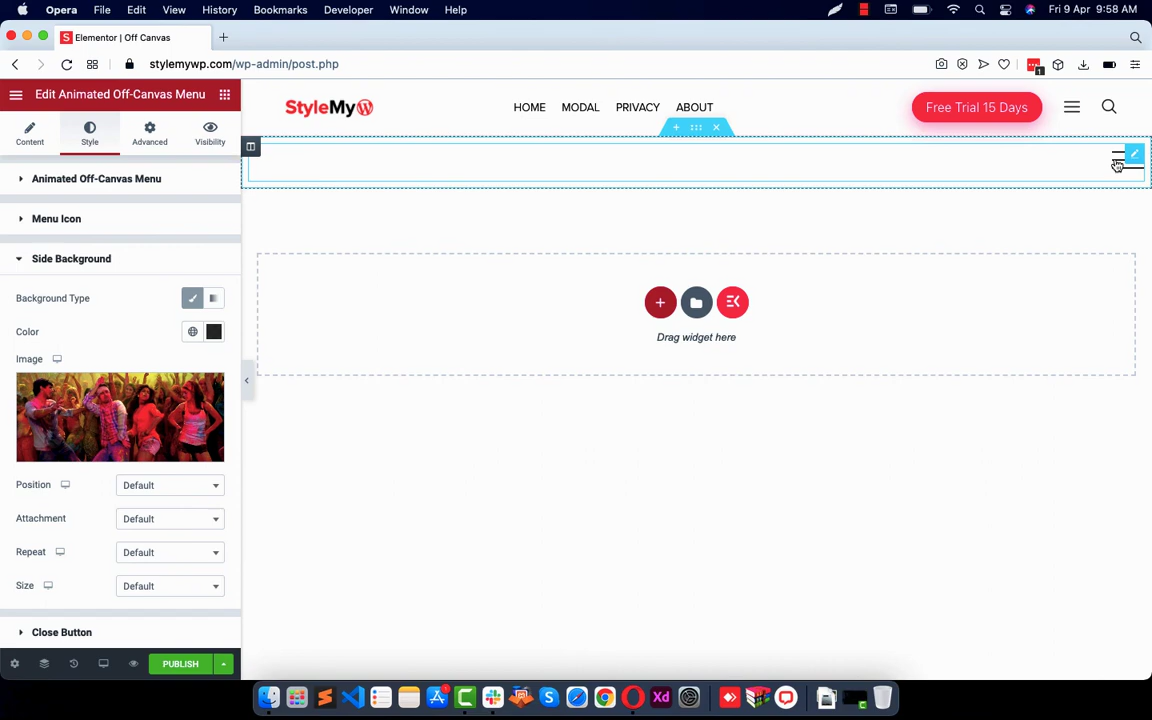 Opera File Edit View History Bookmarks Developer Window Help Fri 9 Apr 9:58 AM
S Elementor | Off Canvas
stylemywp.com/wp-admin/post.php
1
Edit Animated Off-Canvas Menu
Content Style Advanced Visibility
StyleMyW
HOME MODAL PRIVACY ABOUT
Free Trial 15 Days
Animated Off-Canvas Menu
Menu Icon
Side Background
Background Type
Color
Image
Position Default
Attachment Default
Repeat Default
Size Default
Close Button
PUBLISH
Drag widget here
Xd